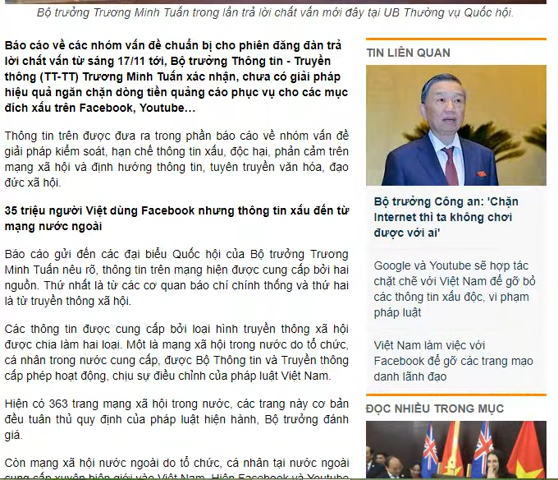 Bộ trưởng Trương Minh Tuấn trong lần trả lời chất vấn mới đây tại UB Thường vụ Quốc hội.
Báo cáo về các nhóm vấn đề chuẩn bị cho phiên đăng đàn trả
lời chất vấn từ sáng 17/11 tới, Bộ trưởng Thông tin - Truyền
thông (TT-TT) Trương Minh Tuấn xác nhận, chưa có giải pháp
hiệu quả ngăn chặn dòng tiền quảng cáo phục vụ cho các mục
đích xấu trên Facebook, Youtube…
Thông tin trên được đưa ra trong phần báo cáo về nhóm vấn đề
giải pháp kiểm soát, hạn chế thông tin xấu, độc hại, phản cảm trên
mạng xã hội và định hướng thông tin, tuyên truyền văn hóa, đạo
đức xã hội.
35 triệu người Việt dùng Facebook nhưng thông tin xấu đến từ
mạng nước ngoài
Báo cáo gửi đến các đại biểu Quốc hội của Bộ trưởng Trương
Minh Tuấn nêu rõ, thông tin trên mạng hiện được cung cấp bởi hai
nguồn. Thứ nhất là từ các cơ quan báo chí chính thống và thứ hai
là từ truyền thông xã hội.
Các thông tin được cung cấp bởi loại hình truyền thông xã hội
được chia làm hai loại. Một là mạng xã hội trong nước do tổ chức,
cá nhân trong nước cung cấp, được Bộ Thông tin và Truyền thông
cấp phép hoạt động, chịu sự điều chỉnh của pháp luật Việt Nam.
Hiện có 363 trang mạng xã hội trong nước, các trang này cơ bản
đều tuân thủ quy định của pháp luật hiện hành, Bộ trưởng đánh
giá.
Còn mạng xã hội nước ngoài do tổ chức, cá nhân tại nước ngoài
cung cấp xuyên biên giới vào Việt Nam. Hiện Facebook và Youtube
TIN LIÊN QUAN
Bộ trưởng Công an: 'Chặn
Internet thì ta không chơi
được với ai'
Google và Youtube sẽ hợp tác
chặt chẽ với Việt Nam để gỡ bỏ
các thông tin xấu độc, vi phạm
pháp luật
Việt Nam làm việc với
Facebook để gỡ các trang mạo
danh lãnh đạo
ĐỌC NHIỀU TRONG MỤC